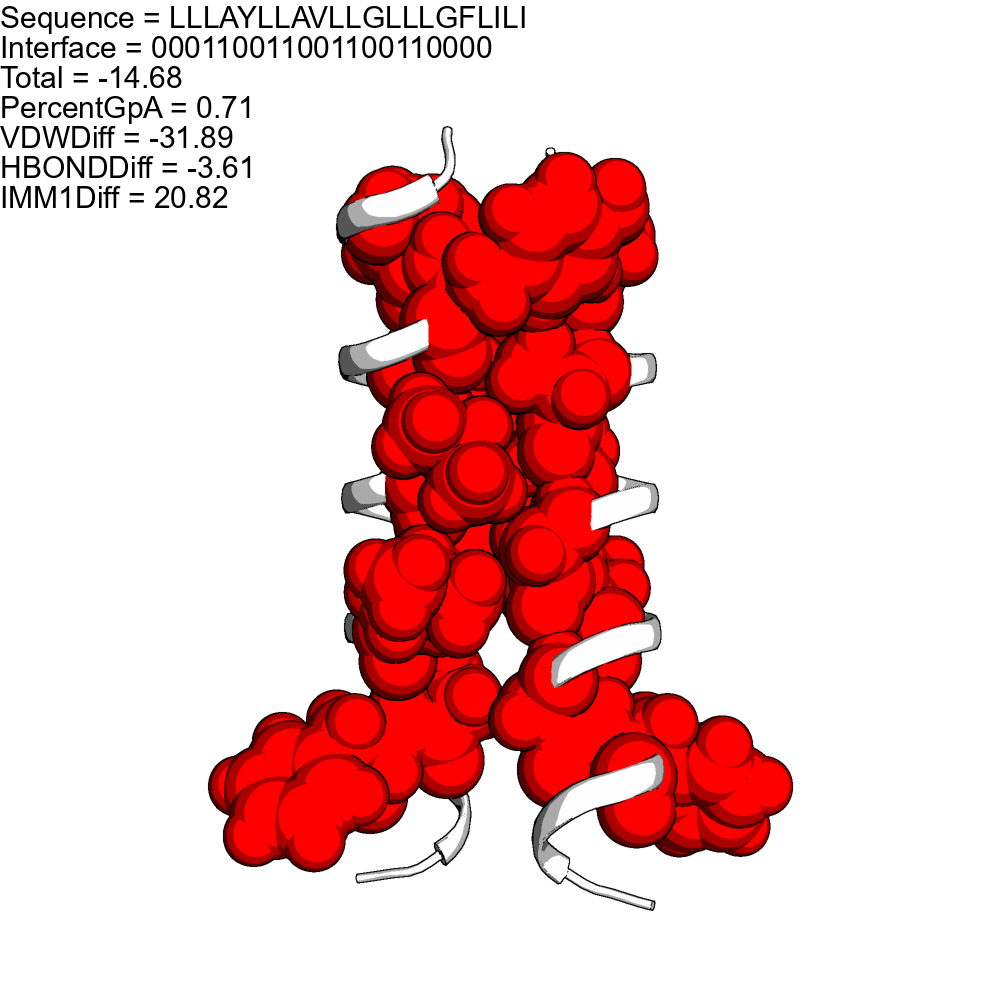 Sequence = LLLAYLLAVLLGLLLGFLILI
Interface = 000110011001100110000
Total = -14.68
PercentGpA = 0.71
VDWDiff = -31.89
HBONDDiff = -3.61
IMM1Diff = 20.82